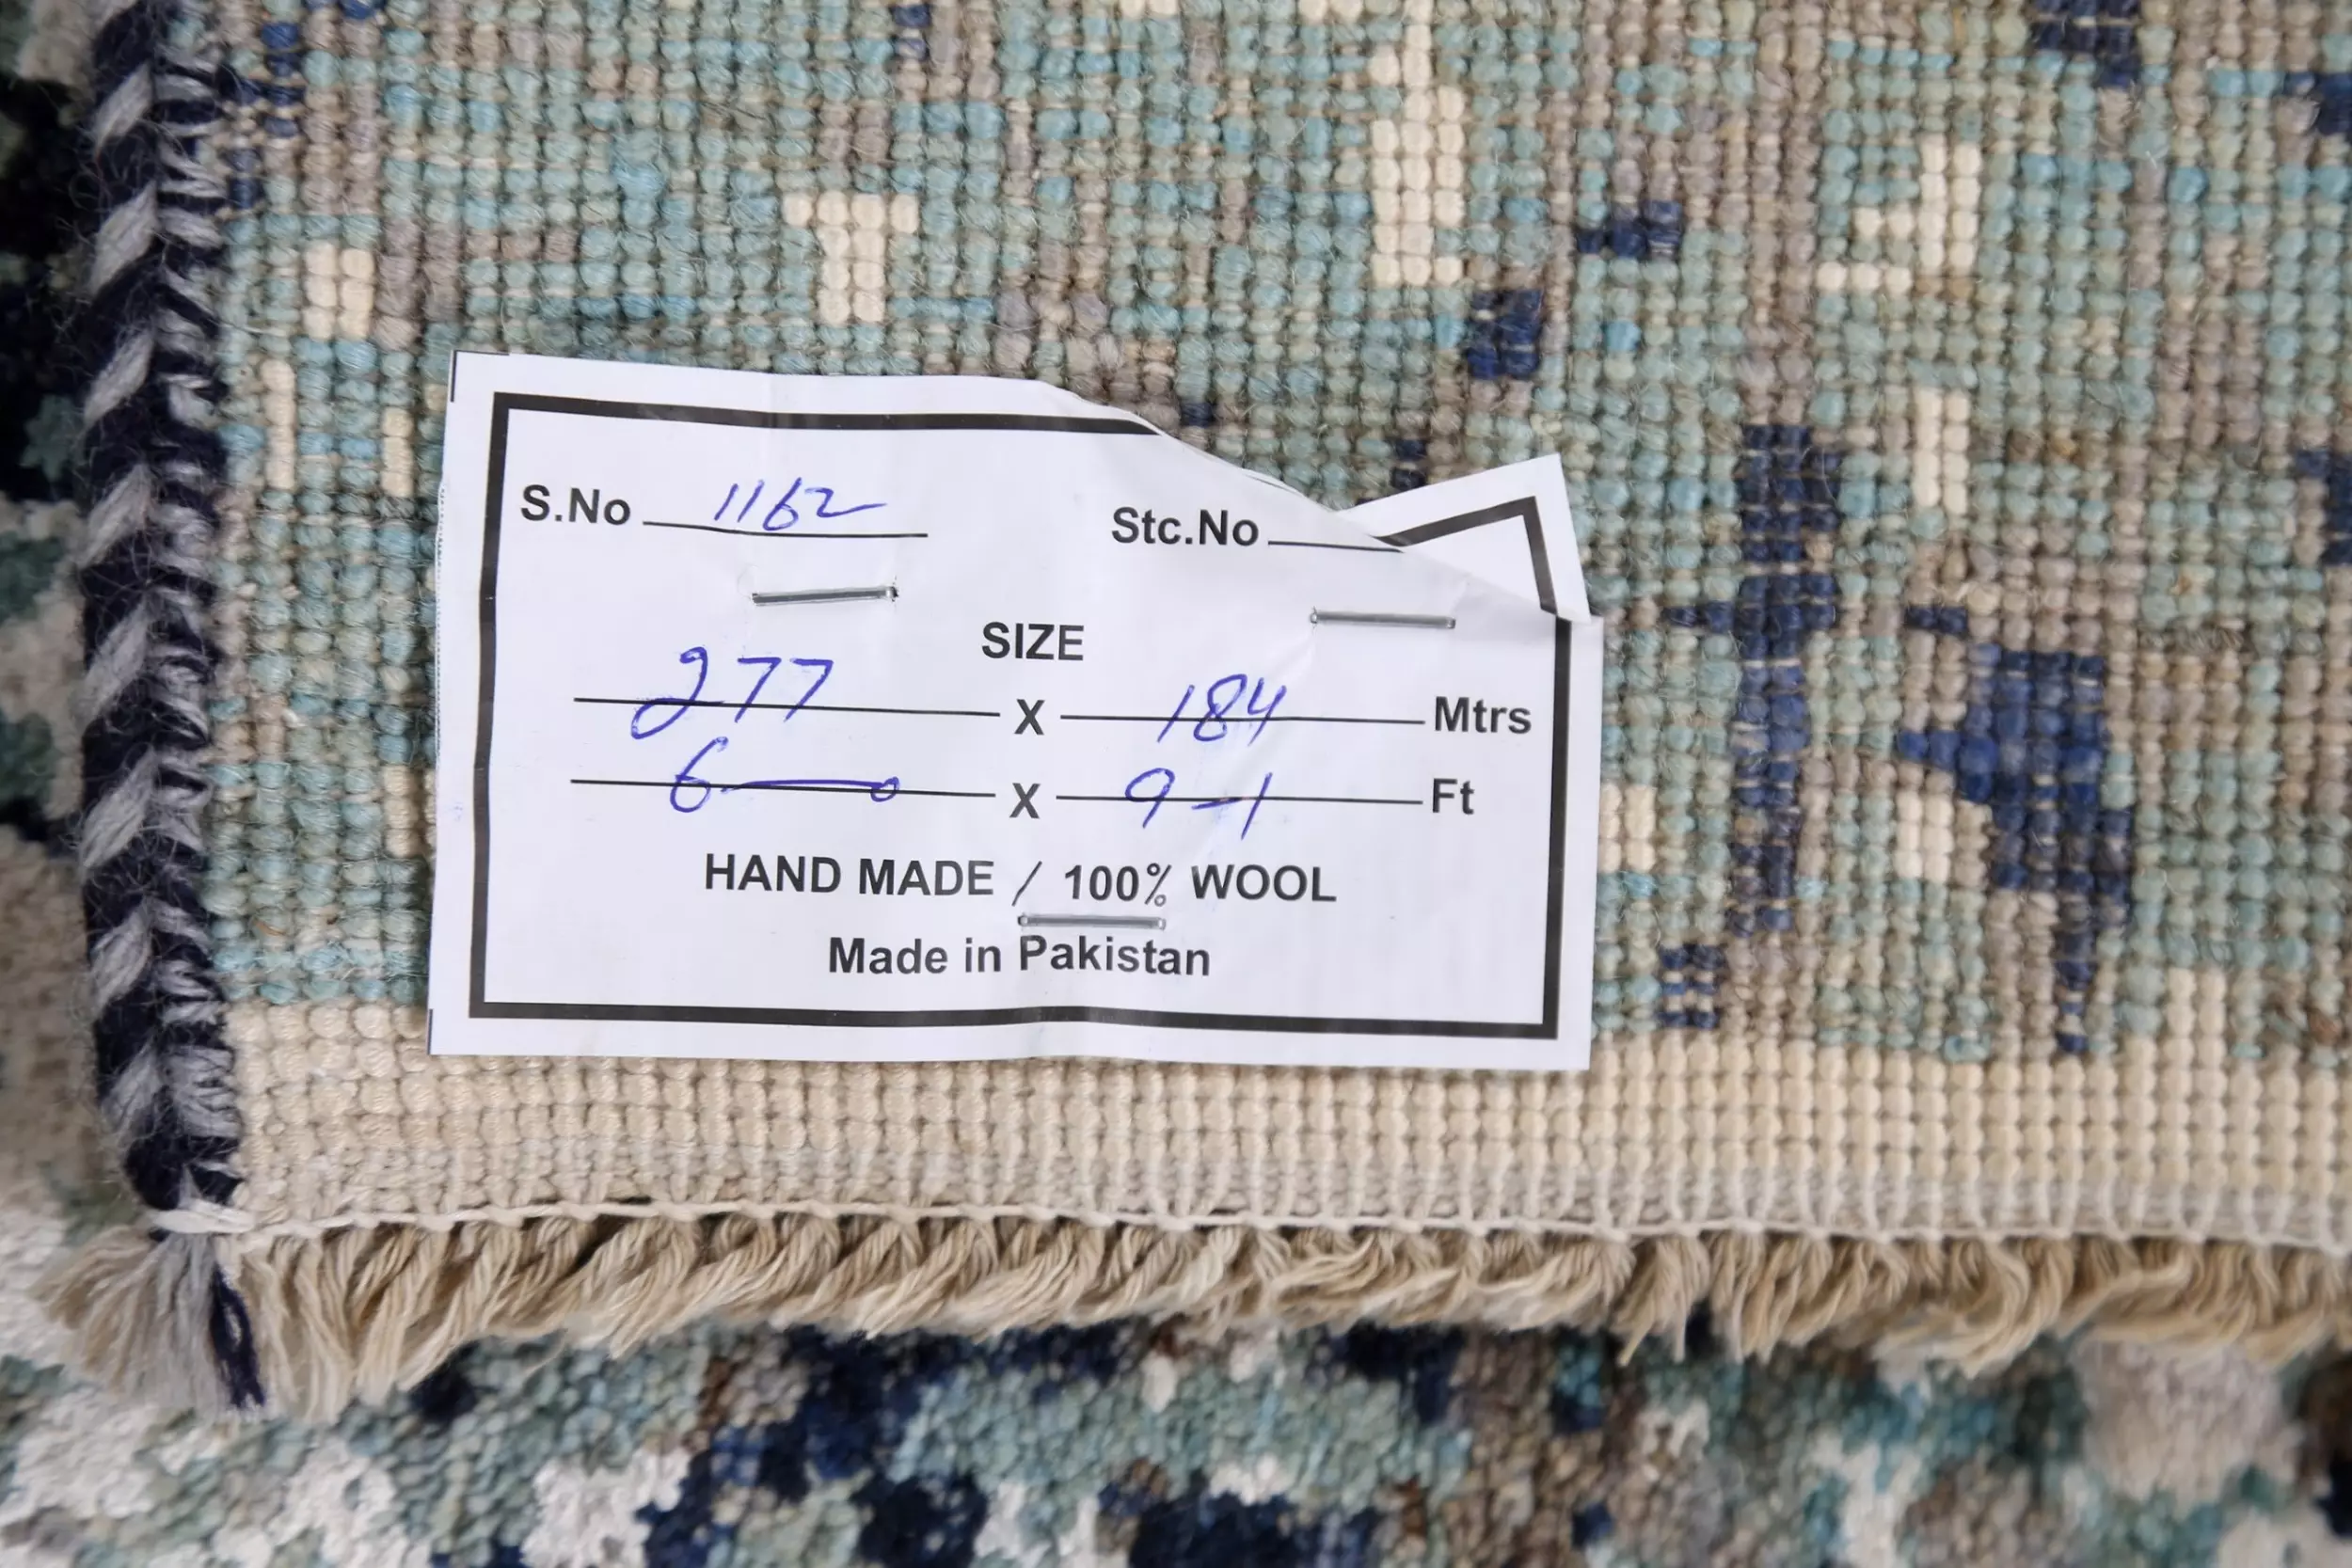 S.No 1162 Stc.No
SIZE
277 X 184 Mtrs
6-0 X 9-1 Ft
HAND MADE / 100% WOOL
Made in Pakistan